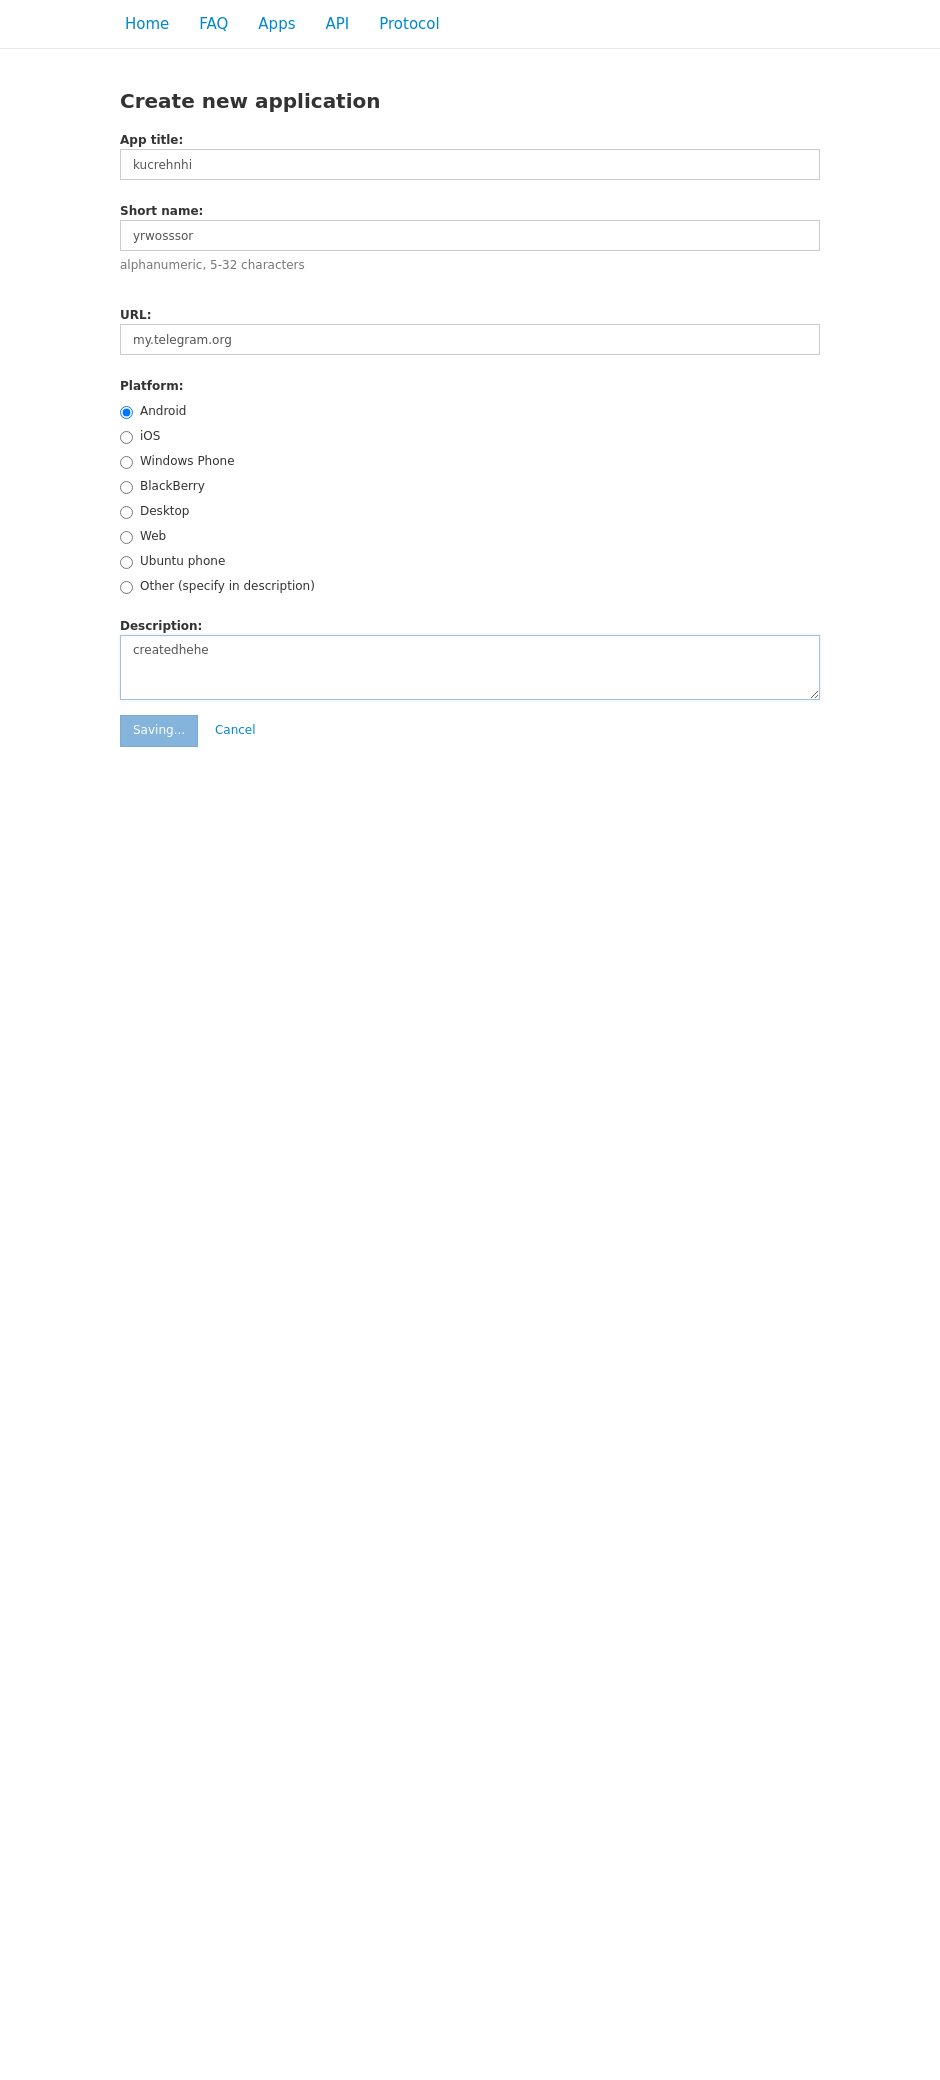 Home FAQ Apps API Protocol
Create new application
App title:
kucrehnhi
Short name:
yrwosssor
alphanumeric, 5-32 characters
URL:
my.telegram.org
Platform:
Android
iOS
Windows Phone
BlackBerry
Desktop
Web
Ubuntu phone
Other (specify in description)
Description:
createdhehe
Saving... Cancel